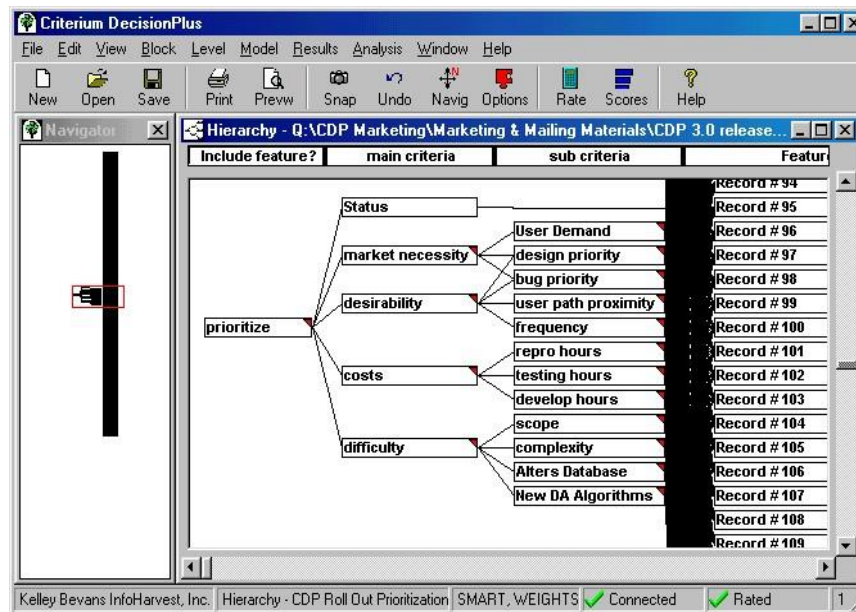 Criterium DecisionPlus
File Edit View Block Level Model Results Analysis Window Help
New Open Save Print Prevw Snap Undo Navig Options Rate Scores Help
Navigator
Hierarchy - Q:\CDP Marketing\Marketing & Mailing Materials\CDP 3.0 release...
Include feature? main criteria sub criteria Featur
Record # 94
Status Record # 95
User Demand Record # 96
market necessity design priority Record # 97
bug priority Record # 98
desirability user path proximity Record # 99
prioritize frequency Record # 100
repro hours Record # 101
costs testing hours Record # 102
develop hours Record # 103
scope Record # 104
difficulty complexity Record # 105
Alters Database Record # 106
New DA Algorithms Record # 107
Record # 108
Record # 109
Kelley Bevans InfoHarvest, Inc. Hierarchy - CDP Roll Out Prioritization SMART, WEIGHTS Connected Rated 1